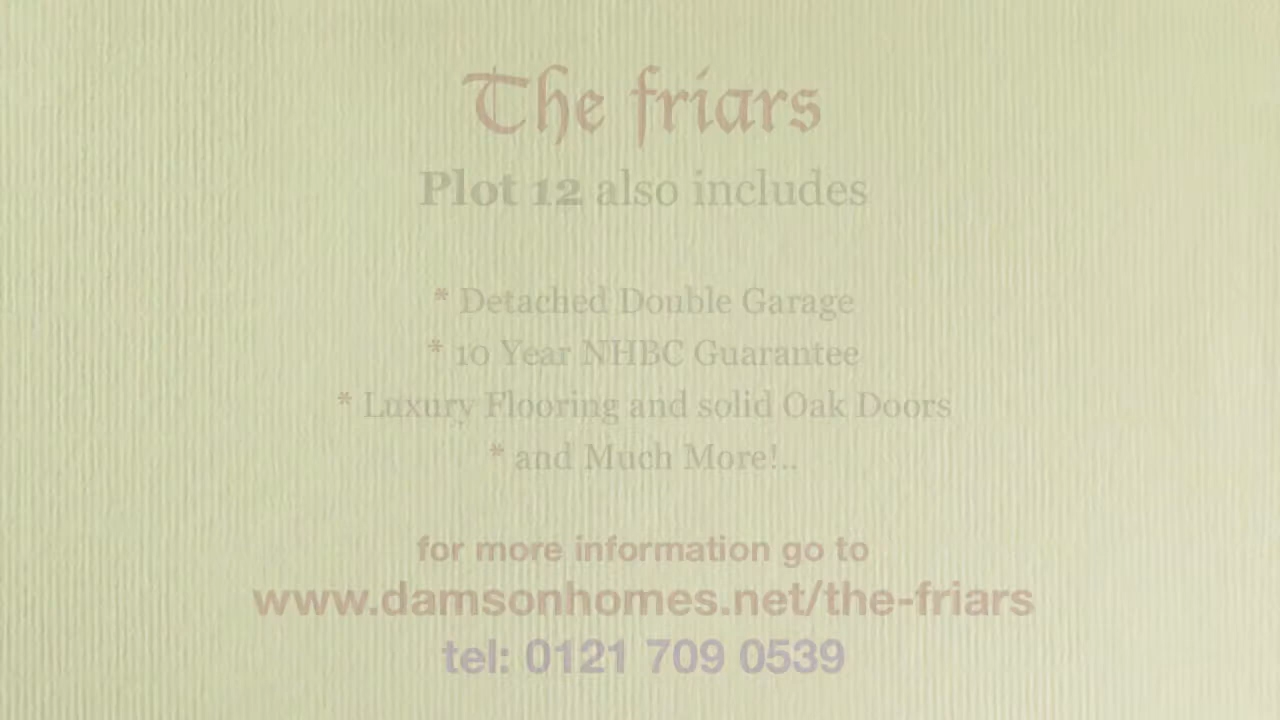 The friars
Plot 12 also includes
* Detached Double Garage
* 10 Year NHBC Guarantee
* Luxury Flooring and solid Oak Doors
* and Much More!..
for more information go to
www.damsonhomes.net/the-friars
tel: 0121 709 0539